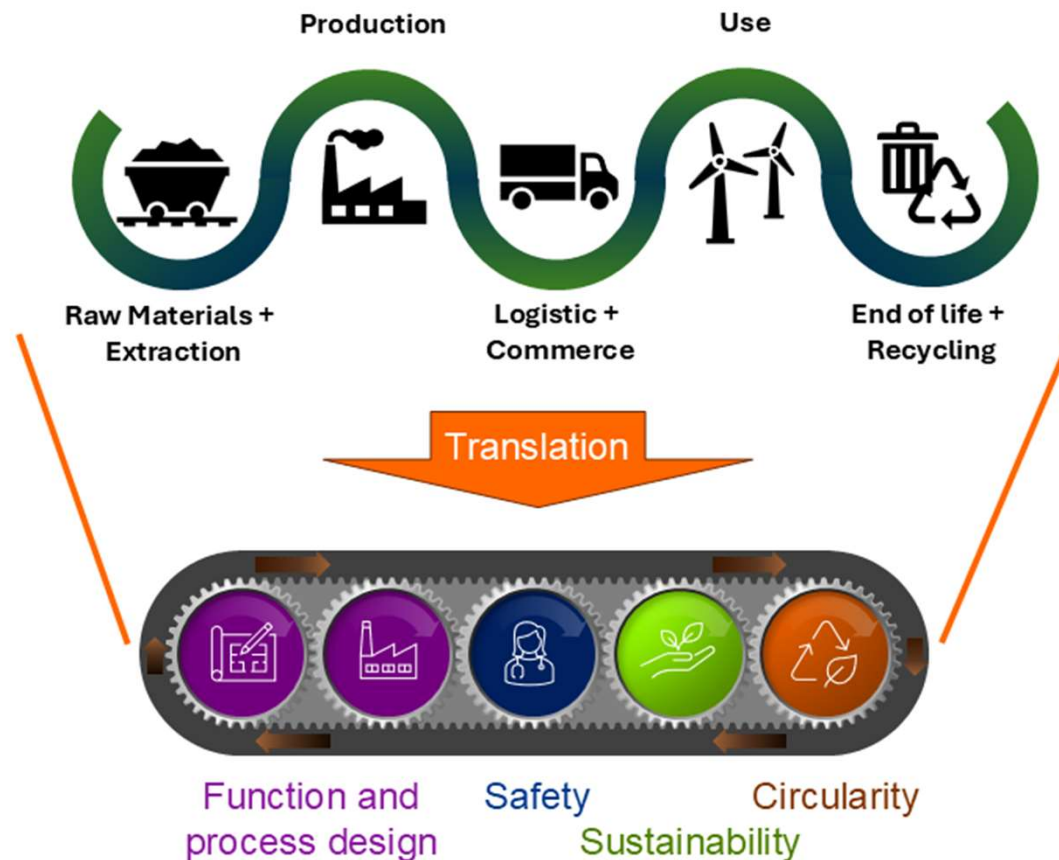 Production
Use
Raw Materials +
Extraction
Logistic +
Commerce
End of life +
Recycling
Translation
Function and
process design
Safety
Sustainability
Circularity